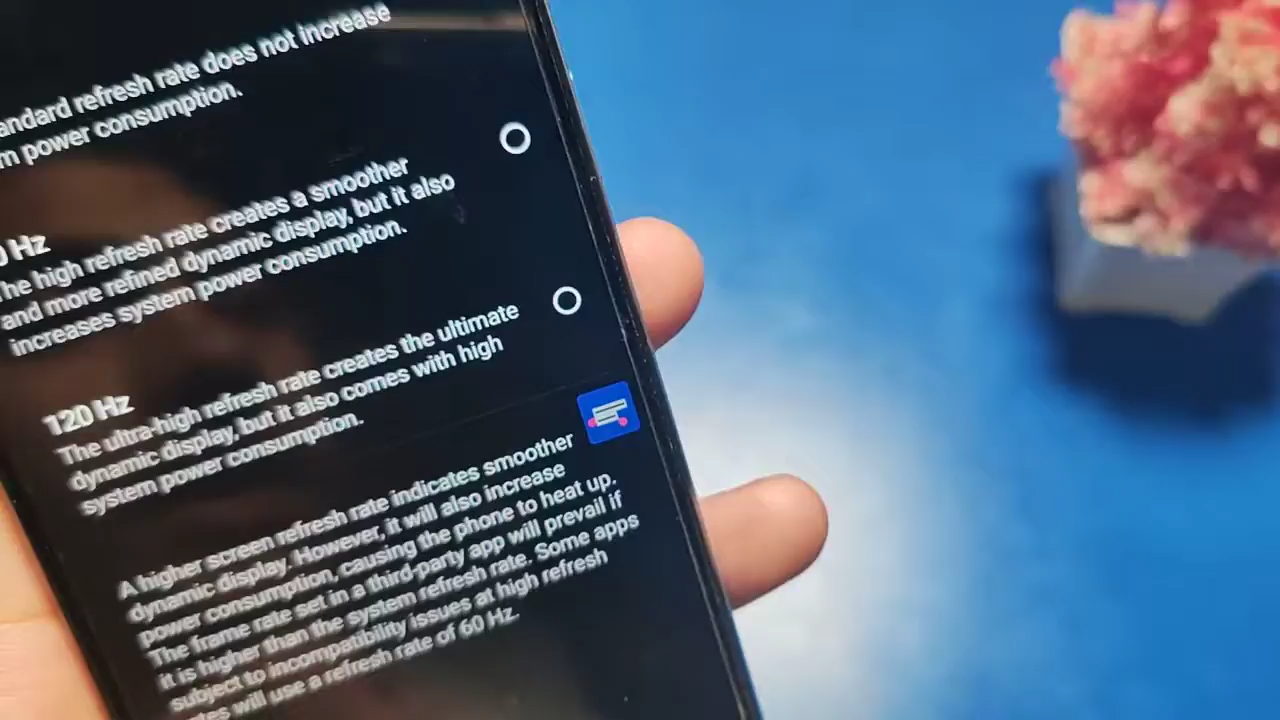 andard refresh rate does not increase
m power consumption.
0 Hz
The high refresh rate creates a smoother
and more refined dynamic display, but it also
increases system power consumption.
120 Hz
The ultra-high refresh rate creates the ultimate
dynamic display, but it also comes with high
system power consumption.
A higher screen refresh rate indicates smoother
dynamic display. However, it will also increase
power consumption, causing the phone to heat up.
The frame rate set in a third-party app will prevail if
it is higher than the system refresh rate. Some apps
subject to incompatibility issues at high refresh
tes will use a refresh rate of 60 Hz.